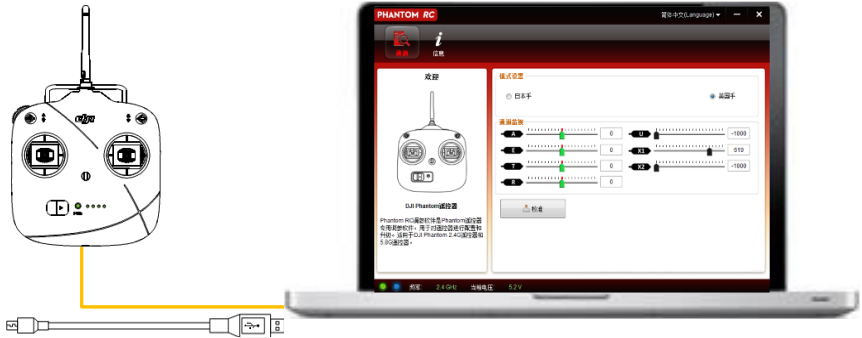 PHANTOM RC
简体中文(Language)
通道
信息
欢迎
DJI Phantom遥控器
Phantom RC调参软件是Phantom遥控器
专用调参软件，用于对遥控器进行配置和
升级。适用于DJI Phantom 2.4G遥控器和
5.8G遥控器。
模式设置
日本手
美国手
通道监视
A 0 U -1000
E 0 X1 519
T 0 X2 -1000
R 0
校准
频率: 2.4 GHz 当前电压: 5.2 V
dji